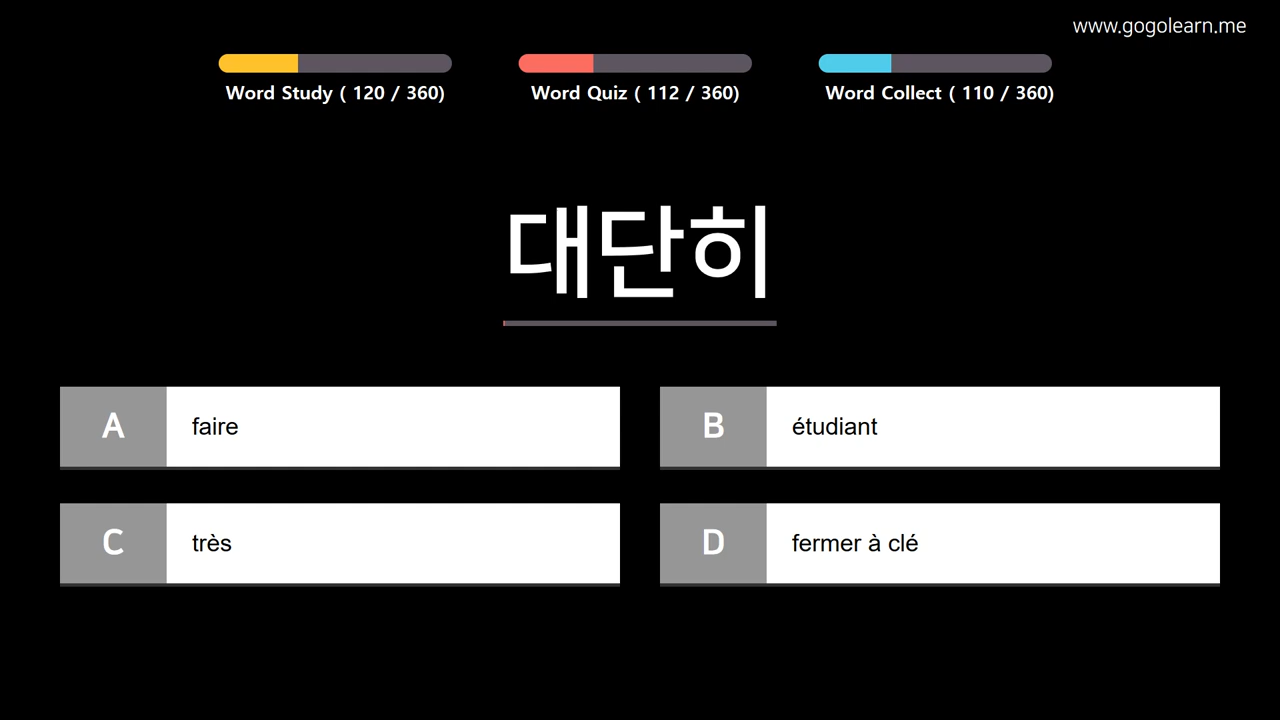 www.gogolearn.me
Word Study ( 120 / 360)
Word Quiz ( 112 / 360)
Word Collect ( 110 / 360)
대단히
A faire
B étudiant
C très
D fermer à clé